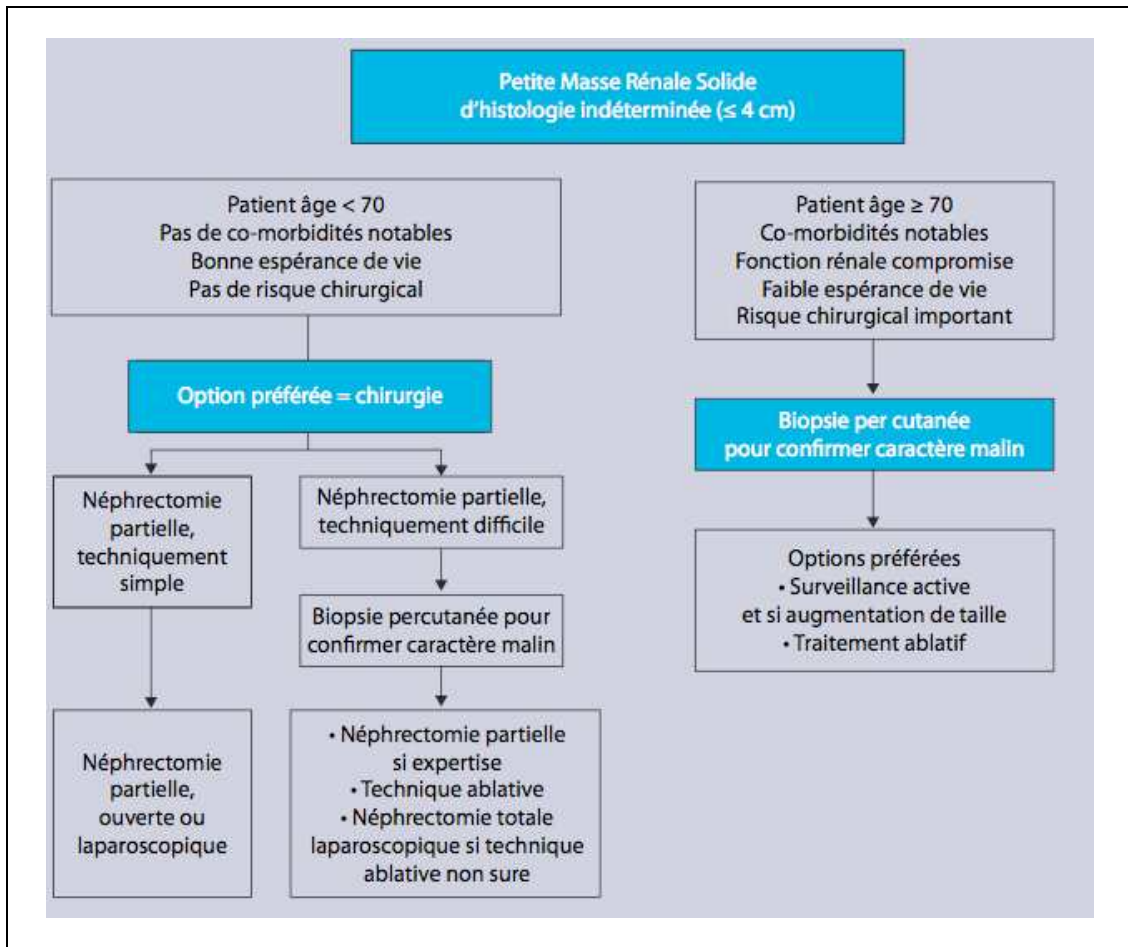 Petite Masse Rénale Solide
d'histologie indéterminée (≤ 4 cm)
Patient âge < 70
Pas de co-morbidités notables
Bonne espérance de vie
Pas de risque chirurgical
Option préférée = chirurgie
Néphrectomie
partielle,
techniquement
simple
Néphrectomie
partielle,
ouverte ou
laparoscopique
Néphrectomie partielle,
techniquement difficile
Biopsie percutanée pour
confirmer caractère malin
• Néphrectomie partielle
si expertise
• Technique ablative
• Néphrectomie totale
laparoscopique si technique
ablative non sure
Patient âge ≥ 70
Co-morbidités notables
Fonction rénale compromise
Faible espérance de vie
Risque chirurgical important
Biopsie per cutanée
pour confirmer caractère malin
Options préférées
• Surveillance active
et si augmentation de taille
• Traitement ablatif